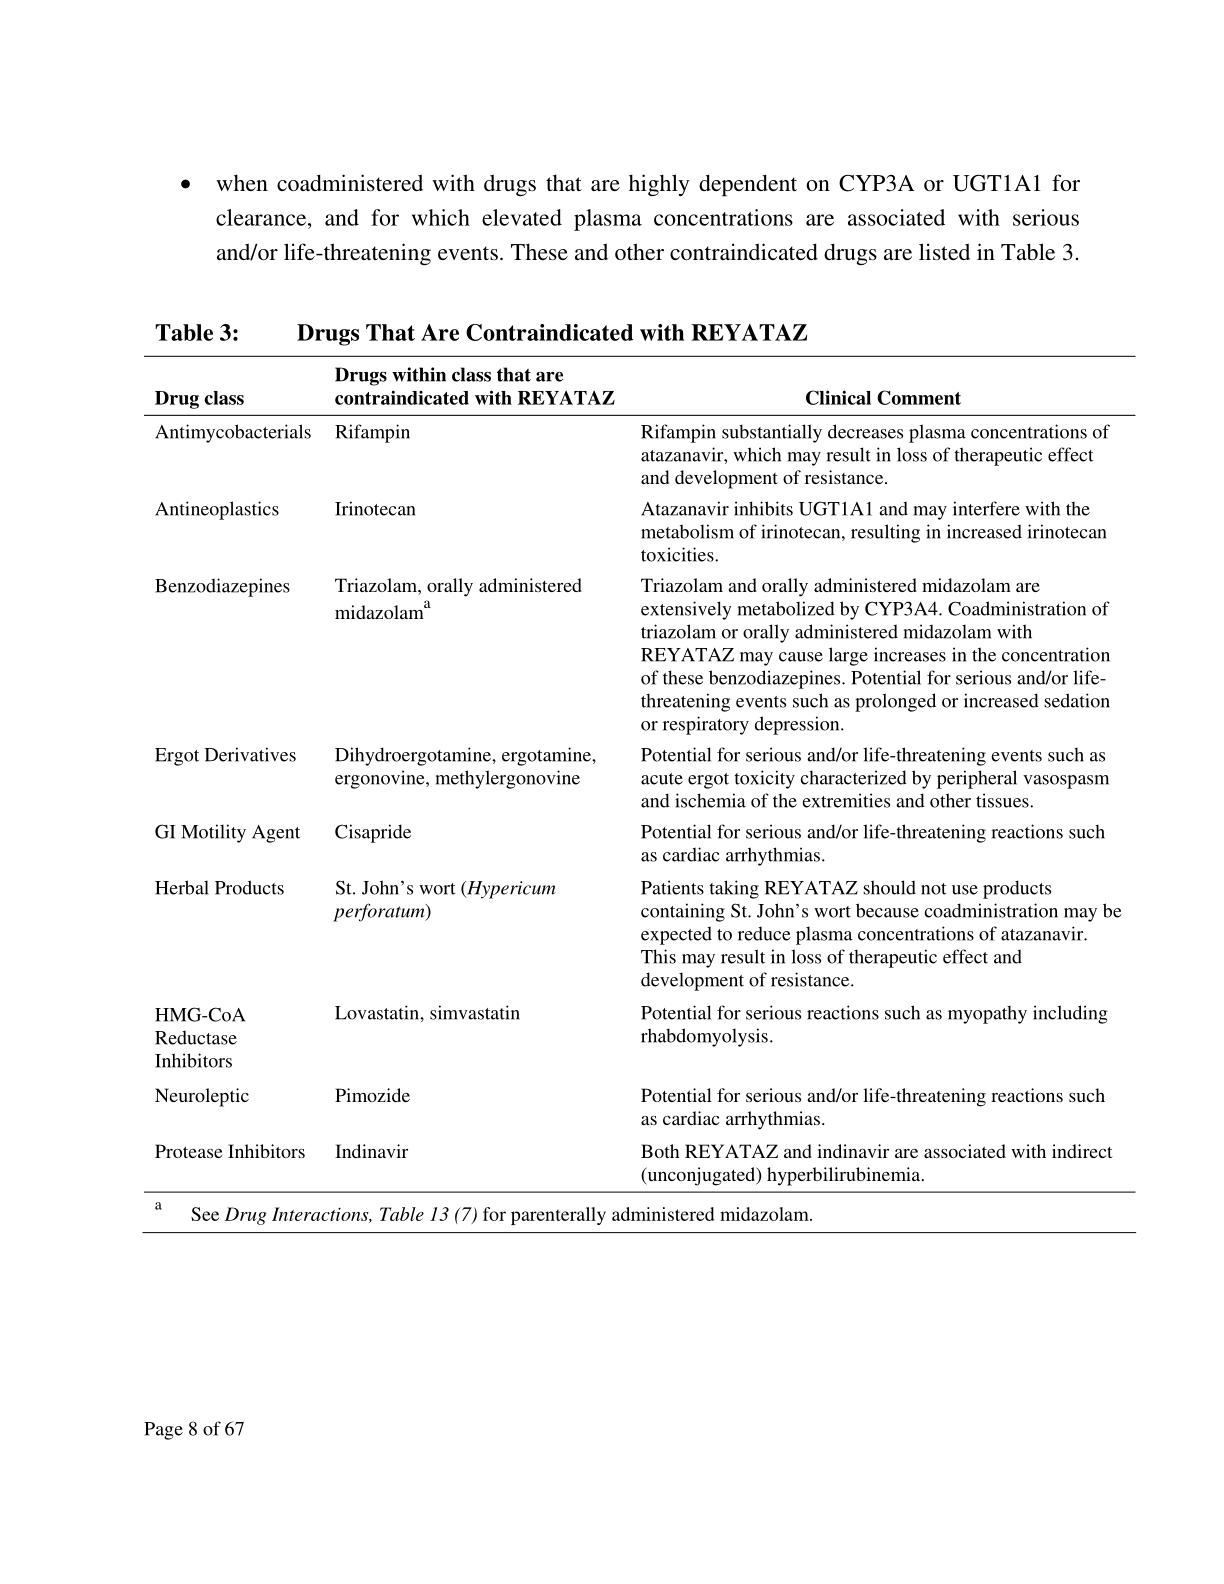 • when coadministered with drugs that are highly dependent on CYP3A or UGT1A1 for
clearance, and for which elevated plasma concentrations are associated with serious
and/or life-threatening events. These and other contraindicated drugs are listed in Table 3.
Table 3: Drugs That Are Contraindicated with REYATAZ
Drug class
Drugs within class that are
contraindicated with REYATAZ
Clinical Comment
Antimycobacterials
Rifampin
Rifampin substantially decreases plasma concentrations of
atazanavir, which may result in loss of therapeutic effect
and development of resistance.
Antineoplastics
Irinotecan
Atazanavir inhibits UGT1A1 and may interfere with the
metabolism of irinotecan, resulting in increased irinotecan
toxicities.
Benzodiazepines
Triazolam, orally administered
midazolam^a
Triazolam and orally administered midazolam are
extensively metabolized by CYP3A4. Coadministration of
triazolam or orally administered midazolam with
REYATAZ may cause large increases in the concentration
of these benzodiazepines. Potential for serious and/or life-
threatening events such as prolonged or increased sedation
or respiratory depression.
Ergot Derivatives
Dihydroergotamine, ergotamine,
ergonovine, methylergonovine
Potential for serious and/or life-threatening events such as
acute ergot toxicity characterized by peripheral vasospasm
and ischemia of the extremities and other tissues.
GI Motility Agent
Cisapride
Potential for serious and/or life-threatening reactions such
as cardiac arrhythmias.
Herbal Products
St. John’s wort (Hypericum
perforatum)
Patients taking REYATAZ should not use products
containing St. John’s wort because coadministration may be
expected to reduce plasma concentrations of atazanavir.
This may result in loss of therapeutic effect and
development of resistance.
HMG-CoA
Reductase
Inhibitors
Lovastatin, simvastatin
Potential for serious reactions such as myopathy including
rhabdomyolysis.
Neuroleptic
Pimozide
Potential for serious and/or life-threatening reactions such
as cardiac arrhythmias.
Protease Inhibitors
Indinavir
Both REYATAZ and indinavir are associated with indirect
(unconjugated) hyperbilirubinemia.
a See Drug Interactions, Table 13 (7) for parenterally administered midazolam.
Page 8 of 67